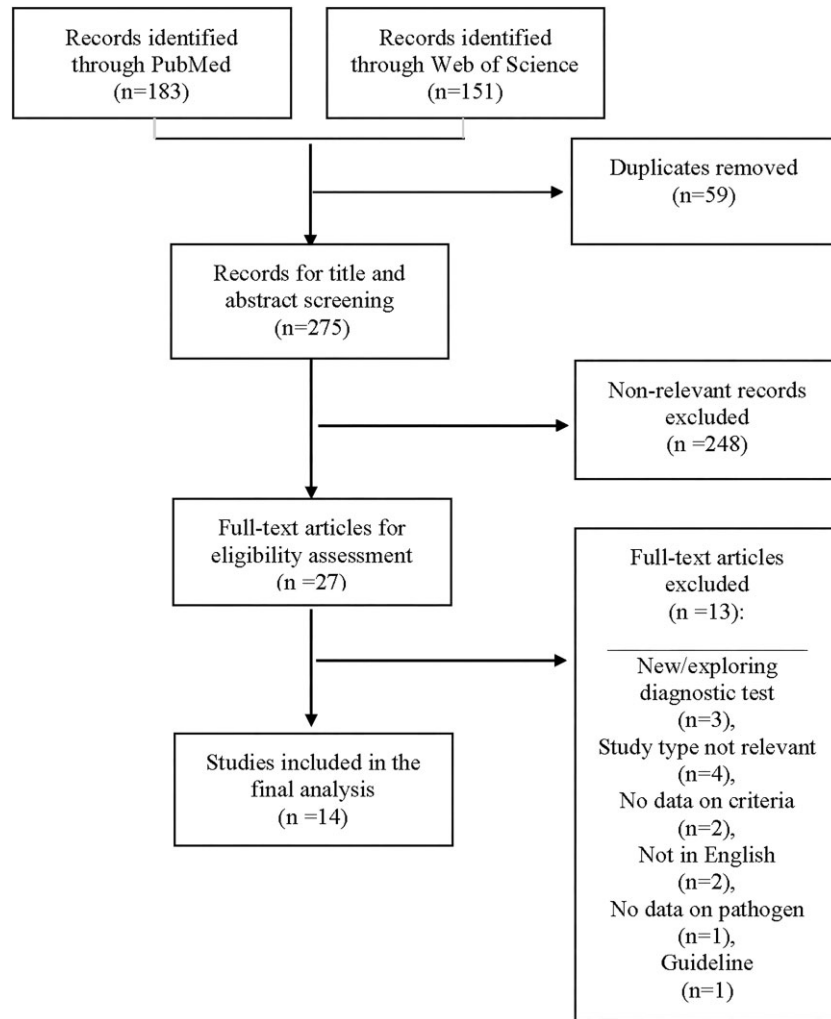 Records identified
through PubMed
(n=183)
Records identified
through Web of Science
(n=151)
Duplicates removed
(n=59)
Records for title and
abstract screening
(n=275)
Non-relevant records
excluded
(n =248)
Full-text articles for
eligibility assessment
(n =27)
Full-text articles
excluded
(n =13):
New/exploring
diagnostic test
(n=3),
Study type not relevant
(n=4),
No data on criteria
(n=2),
Not in English
(n=2),
No data on pathogen
(n=1),
Guideline
(n=1)
Studies included in the
final analysis
(n =14)